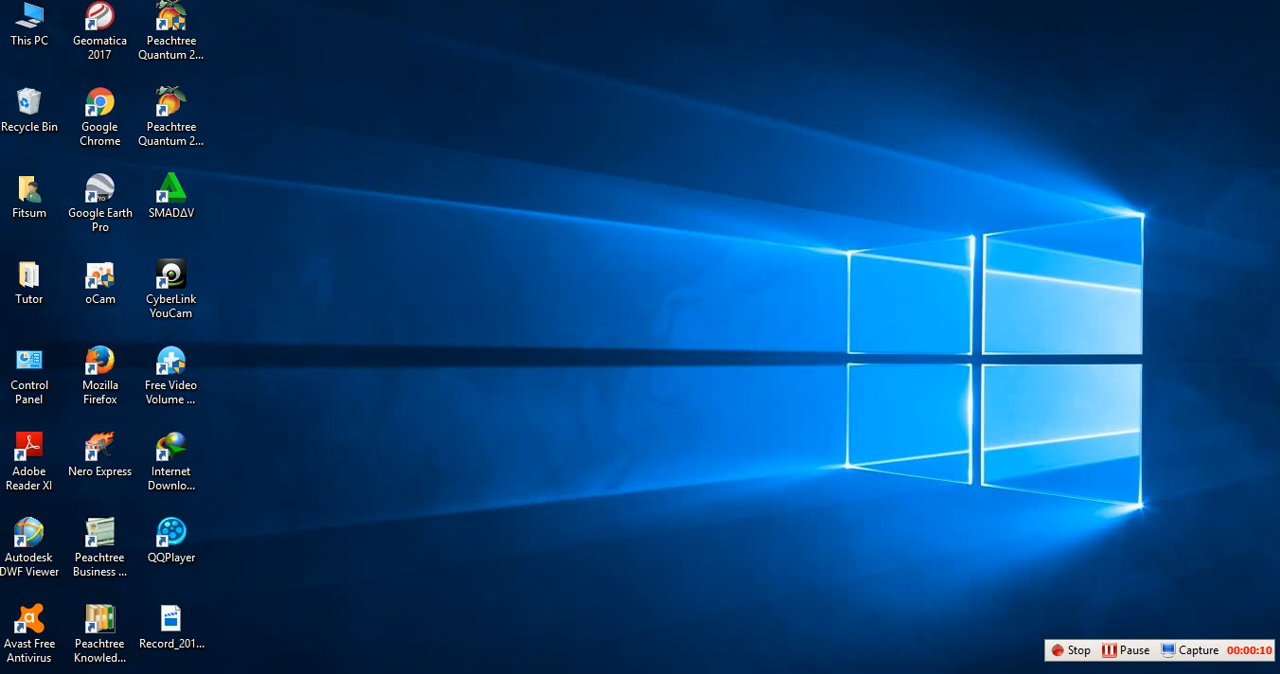 This PC
Geomatica
2017
Peachtree
Quantum 2...
Recycle Bin
Google
Chrome
Peachtree
Quantum 2...
Fitsum
Google Earth
Pro
SMADΔV
Tutor
oCam
CyberLink
YouCam
Control
Panel
Mozilla
Firefox
Free Video
Volume ...
Adobe
Reader XI
Nero Express
Internet
Downlo...
Autodesk
DWF Viewer
Peachtree
Business ...
QQPlayer
Avast Free
Antivirus
Peachtree
Knowled...
Record_201...
Stop Pause Capture 00:00:10